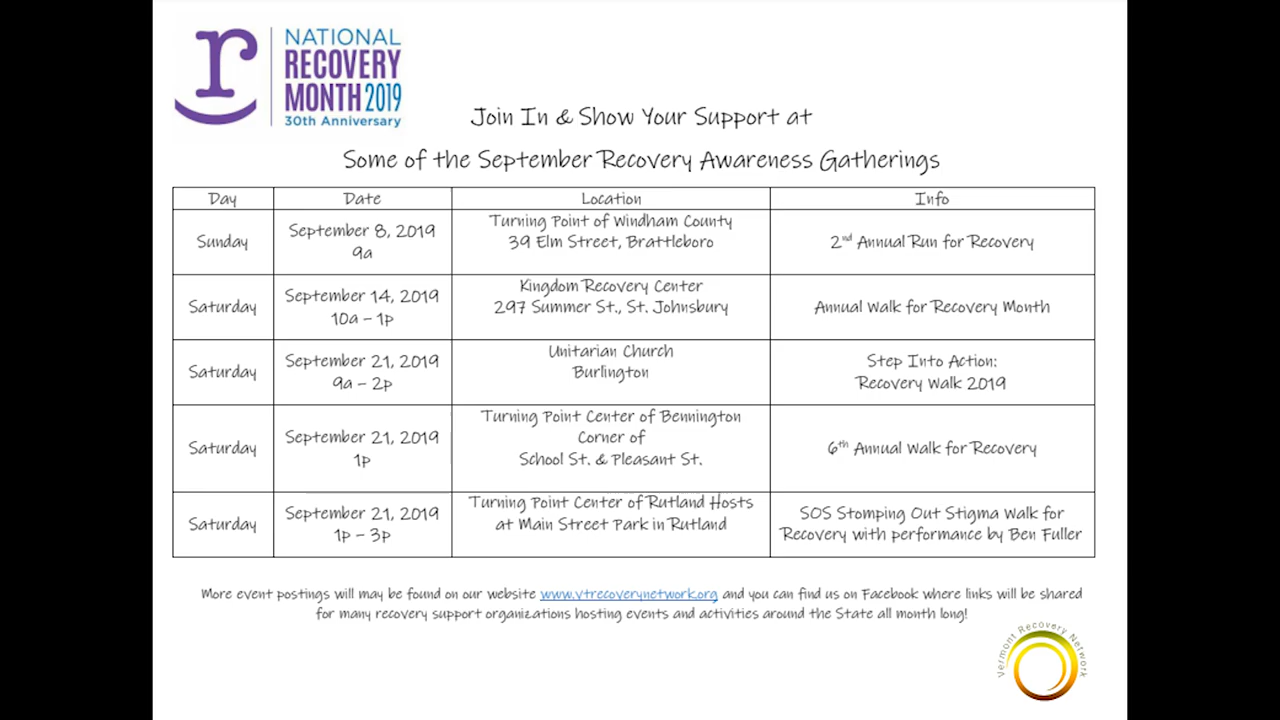 r
NATIONAL
RECOVERY
MONTH 2019
30th Anniversary
Join In & Show Your Support at
Some of the September Recovery Awareness Gatherings
Day Date Location Info
Sunday
September 8, 2019
9a
Turning Point of Windham County
39 Elm Street, Brattleboro
2nd Annual Run for Recovery
Saturday
September 14, 2019
10a – 1p
Kingdom Recovery Center
297 Summer St., St. Johnsbury
Annual Walk for Recovery Month
Saturday
September 21, 2019
9a – 2p
Unitarian Church
Burlington
Step Into Action:
Recovery Walk 2019
Saturday
September 21, 2019
1p
Turning Point Center of Bennington
Corner of
School St. & Pleasant St.
6th Annual Walk for Recovery
Saturday
September 21, 2019
1p – 3p
Turning Point Center of Rutland Hosts
at Main Street Park in Rutland
SOS Stomping Out Stigma Walk for
Recovery with performance by Ben Fuller
More event postings will may be found on our website www.vtrecoverynetwork.org and you can find us on Facebook where links will be shared
for many recovery support organizations hosting events and activities around the State all month long!
Vermont Recovery Network